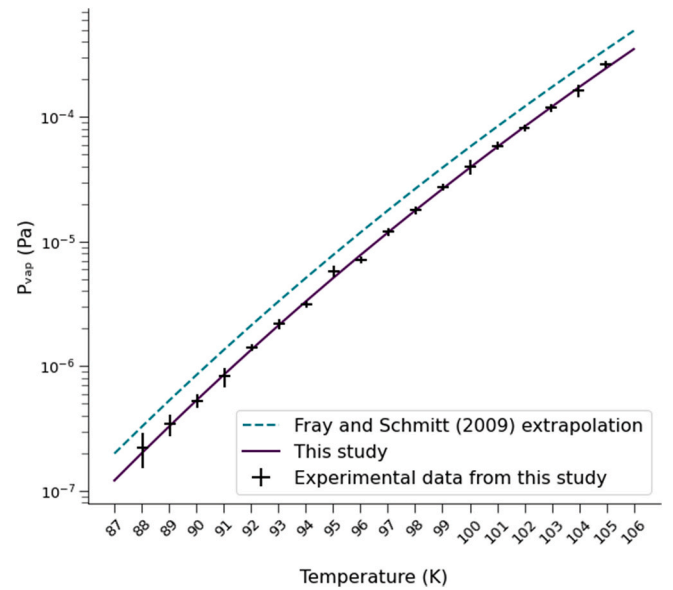 10⁻⁴
10⁻⁵
10⁻⁶
10⁻⁷
Pᵥₐₚ (Pa)
Fray and Schmitt (2009) extrapolation
This study
Experimental data from this study
87 88 89 90 91 92 93 94 95 96 97 98 99 100 101 102 103 104 105 106
Temperature (K)